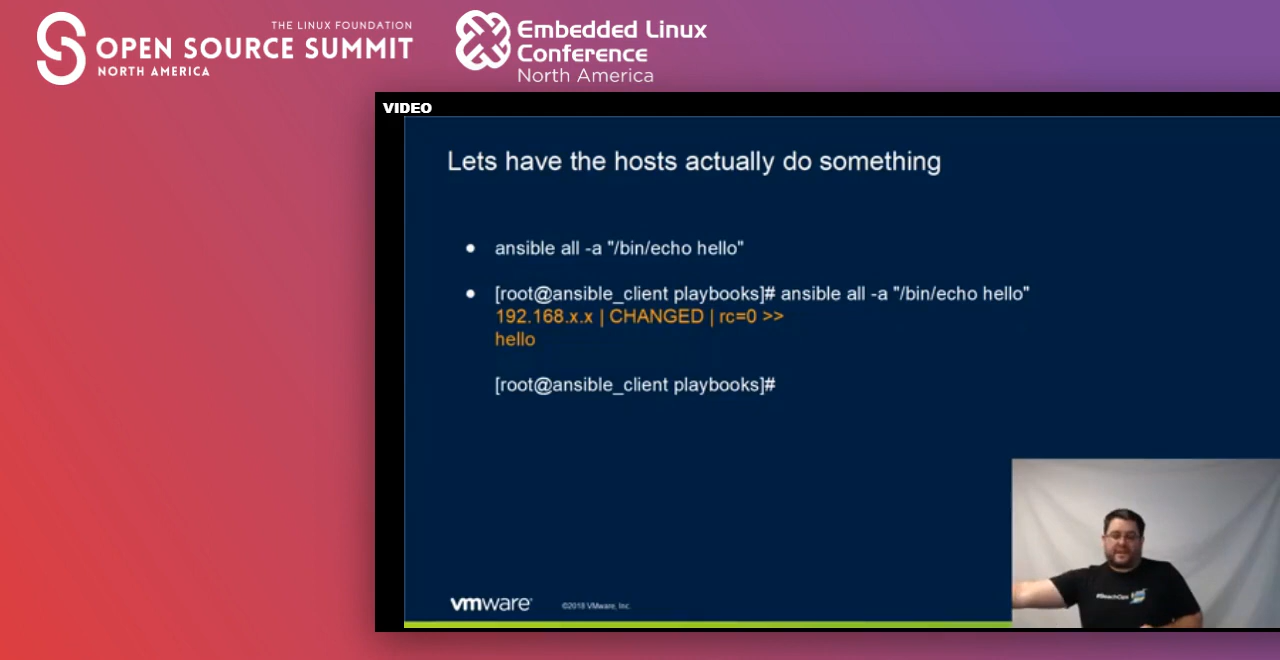 THE LINUX FOUNDATION
OPEN SOURCE SUMMIT
NORTH AMERICA
Embedded Linux
Conference
North America
VIDEO
Lets have the hosts actually do something
● ansible all -a "/bin/echo hello"
● [root@ansible_client playbooks]# ansible all -a "/bin/echo hello"
192.168.x.x | CHANGED | rc=0 >>
hello
[root@ansible_client playbooks]#
vmware®
©2018 VMware, Inc.
#BeachOps